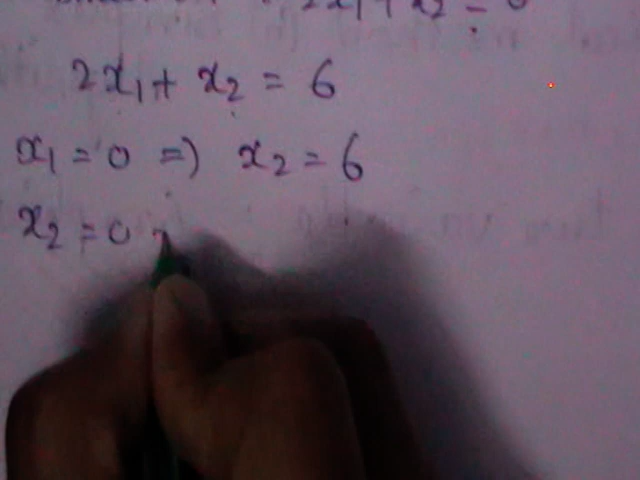 2x₁ + x₂ = 6
x₁ = 0 ⇒ x₂ = 6
x₂ = 0